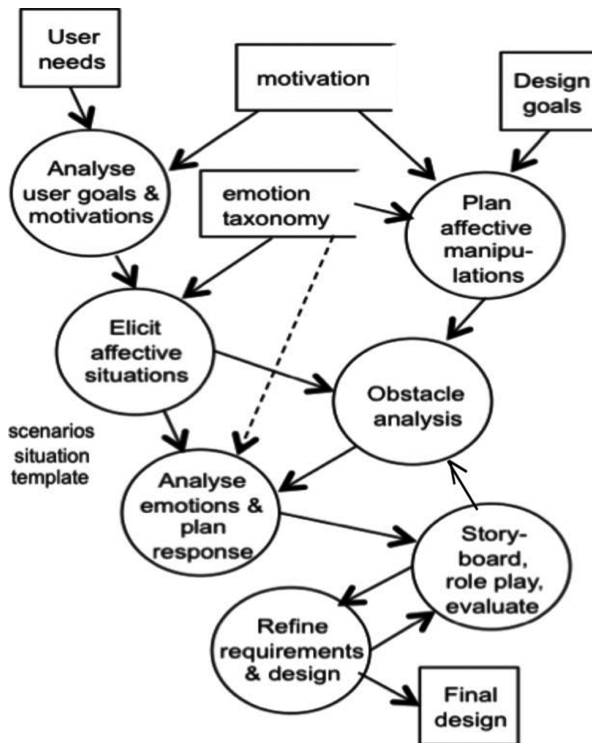 User
needs
motivation
Design
goals
Analyse
user goals &
motivations
emotion
taxonomy
Plan
affective
manipu-
lations
Elicit
affective
situations
Obstacle
analysis
scenarios
situation
template
Analyse
emotions &
plan
response
Story-
board,
role play,
evaluate
Refine
requirements
& design
Final
design